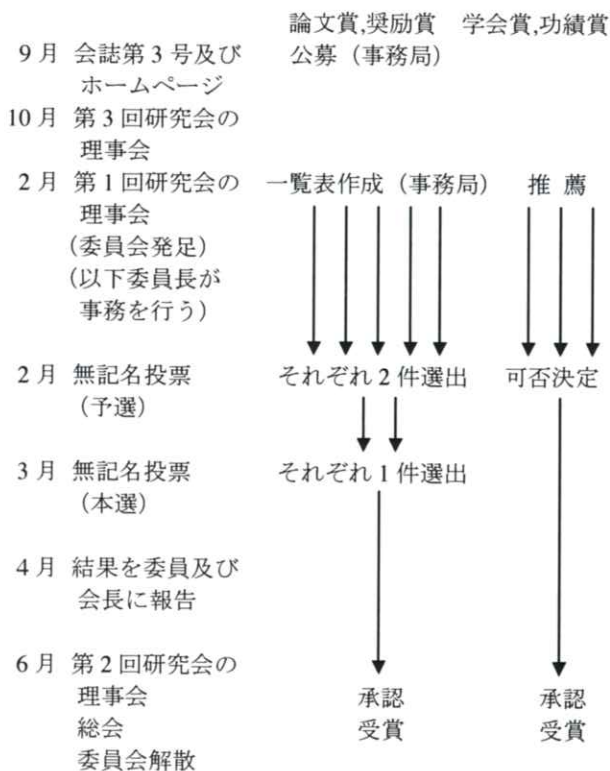 論文賞,奨励賞 学会賞,功績賞
9月 会誌第3号及び 公募（事務局）
ホームページ
10月 第3回研究会の
理事会
2月 第1回研究会の 一覧表作成（事務局） 推 薦
理事会
（委員会発足）
（以下委員長が
事務を行う）
2月 無記名投票 それぞれ2件選出 可否決定
（予選）
3月 無記名投票 それぞれ1件選出
（本選）
4月 結果を委員及び
会長に報告
6月 第2回研究会の
理事会 承認 承認
総会 受賞 受賞
委員会解散